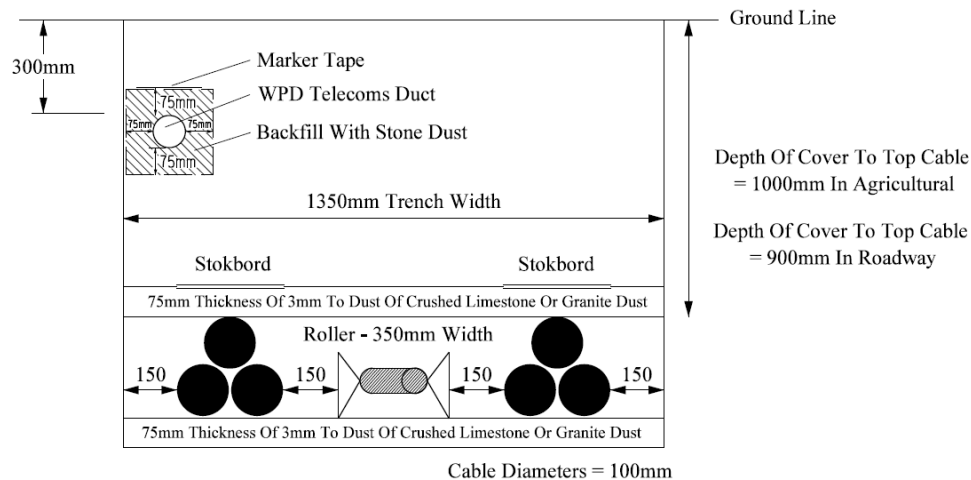 Ground Line
300mm
Marker Tape
75mm
WPD Telecoms Duct
75mm
75mm
Backfill With Stone Dust
75mm
Depth Of Cover To Top Cable
= 1000mm In Agricultural
1350mm Trench Width
Depth Of Cover To Top Cable
= 900mm In Roadway
Stokbord
Stokbord
75mm Thickness Of 3mm To Dust Of Crushed Limestone Or Granite Dust
Roller - 350mm Width
150
150
150
150
75mm Thickness Of 3mm To Dust Of Crushed Limestone Or Granite Dust
Cable Diameters = 100mm